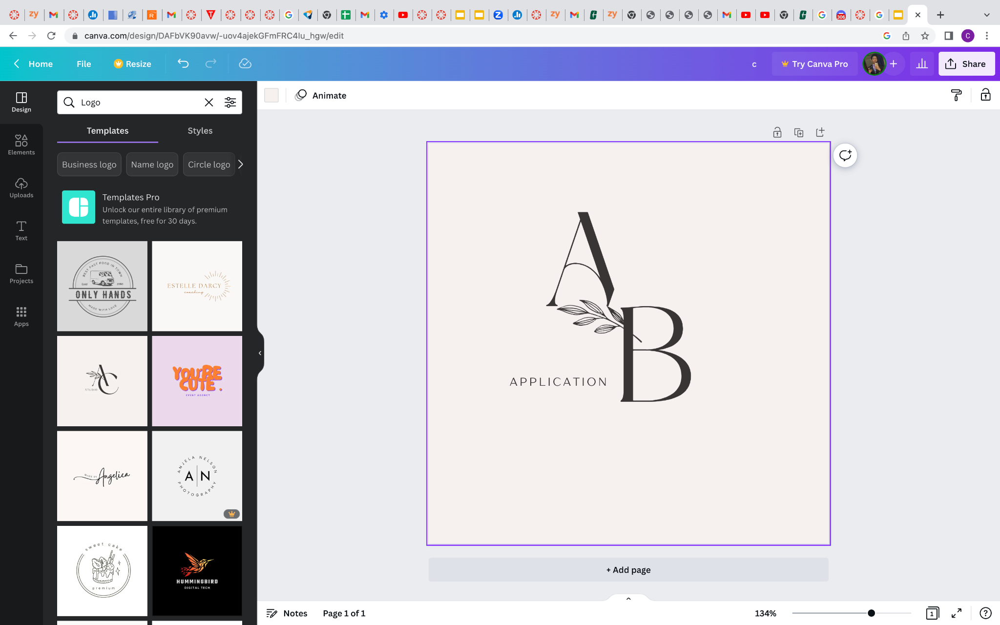 zy
R
T
Z
zy
zy
306
canva.com/design/DAFbVK90avw/-uov4ajekGFmFRC4lu_hgw/edit
C
Home
File
Resize
c
Try Canva Pro
Share
Design
Elements
Uploads
Text
Projects
Apps
Logo
Templates
Styles
Business logo
Name logo
Circle logo
Templates Pro
Unlock our entire library of premium
templates, free for 30 days.
BEST FAST FOOD IN TOWN
Estd 2060
ONLY HANDS
MADE WITH LOVE
ESTELLE DARCY
coaching
AC
STUDIO
YOU'RE
CUTE.
EVENT AGENCY
MADE BY Angelica
ANJELA NELSON
A N
PHOTOGRAPHY
sweet cake
premium
HUMMINGBIRD
DIGITAL TECH
Animate
A
B
APPLICATION
+ Add page
Notes
Page 1 of 1
134%
1
?